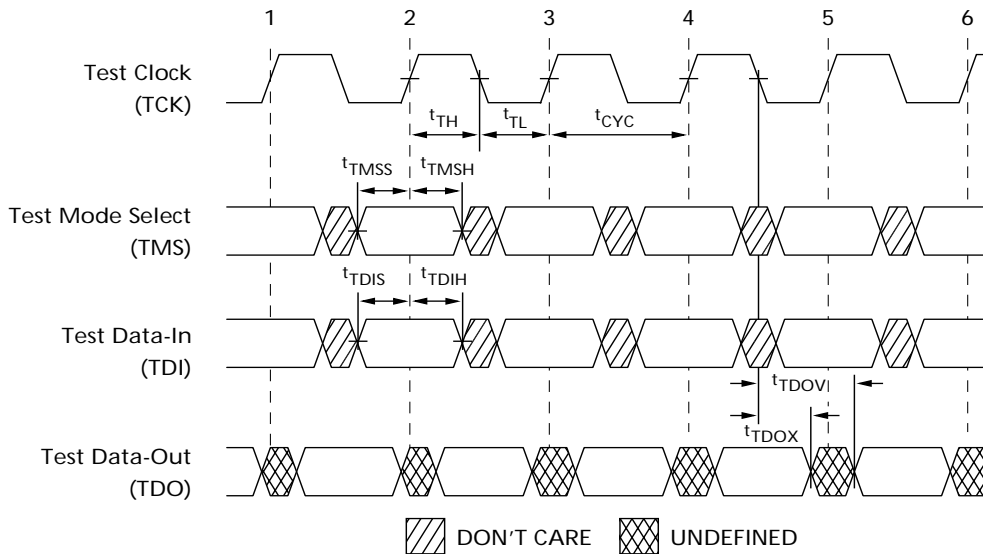 1 2 3 4 5 6
Test Clock
(TCK)
tTH tTL tCYC
tTMSS tTMSH
Test Mode Select
(TMS)
tTDIS tTDIH
Test Data-In
(TDI)
tTDOV
tTDOX
Test Data-Out
(TDO)
DON'T CARE UNDEFINED